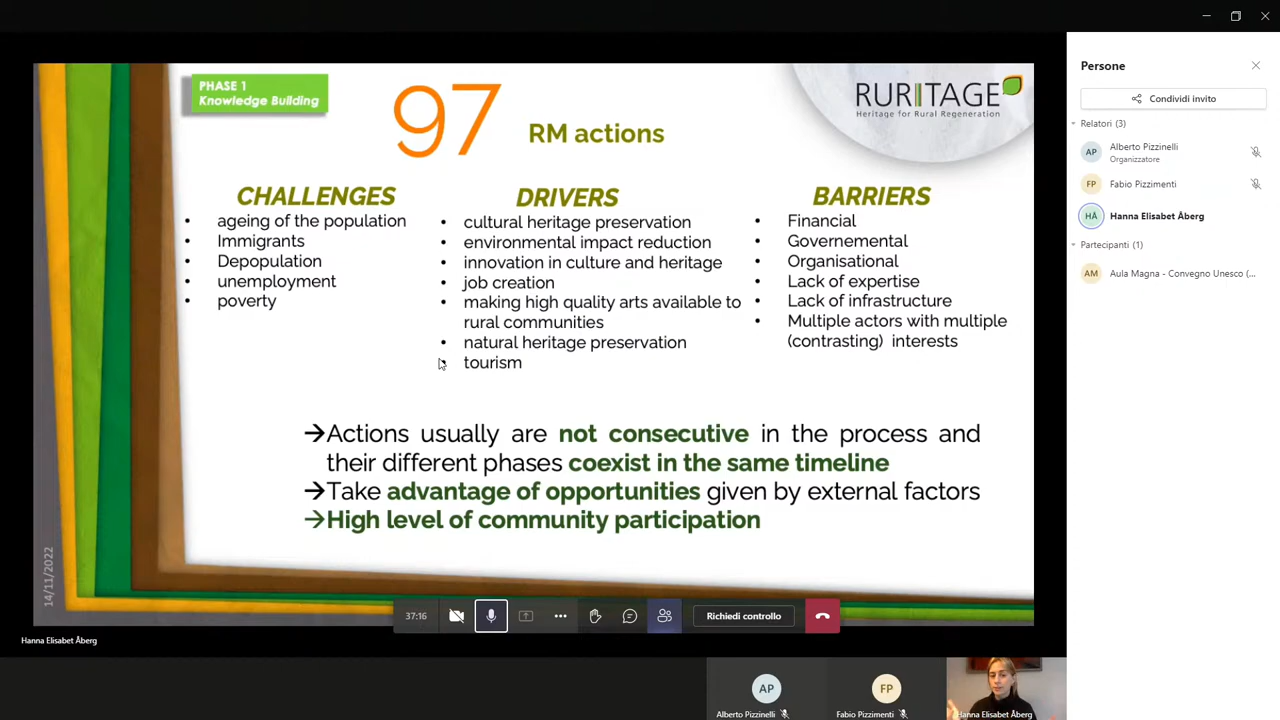 PHASE 1
Knowledge Building
97
RM actions
RURITAGE
Heritage for Rural Regeneration
CHALLENGES
• ageing of the population
• Immigrants
• Depopulation
• unemployment
• poverty
DRIVERS
• cultural heritage preservation
• environmental impact reduction
• innovation in culture and heritage
• job creation
• making high quality arts available to
rural communities
• natural heritage preservation
• tourism
BARRIERS
• Financial
• Governemental
• Organisational
• Lack of expertise
• Lack of infrastructure
• Multiple actors with multiple
(contrasting) interests
→Actions usually are not consecutive in the process and
their different phases coexist in the same timeline
→Take advantage of opportunities given by external factors
→High level of community participation
14/11/2022
37:16
Richiedi controllo
Hanna Elisabet Åberg
AP
Alberto Pizzinelli
FP
Fabio Pizzimenti
Hanna Elisabet Åberg
Persone
Condividi invito
Relatori (3)
AP
Alberto Pizzinelli
Organizzatore
FP
Fabio Pizzimenti
HÅ
Hanna Elisabet Åberg
Partecipanti (1)
AM
Aula Magna - Convegno Unesco (...